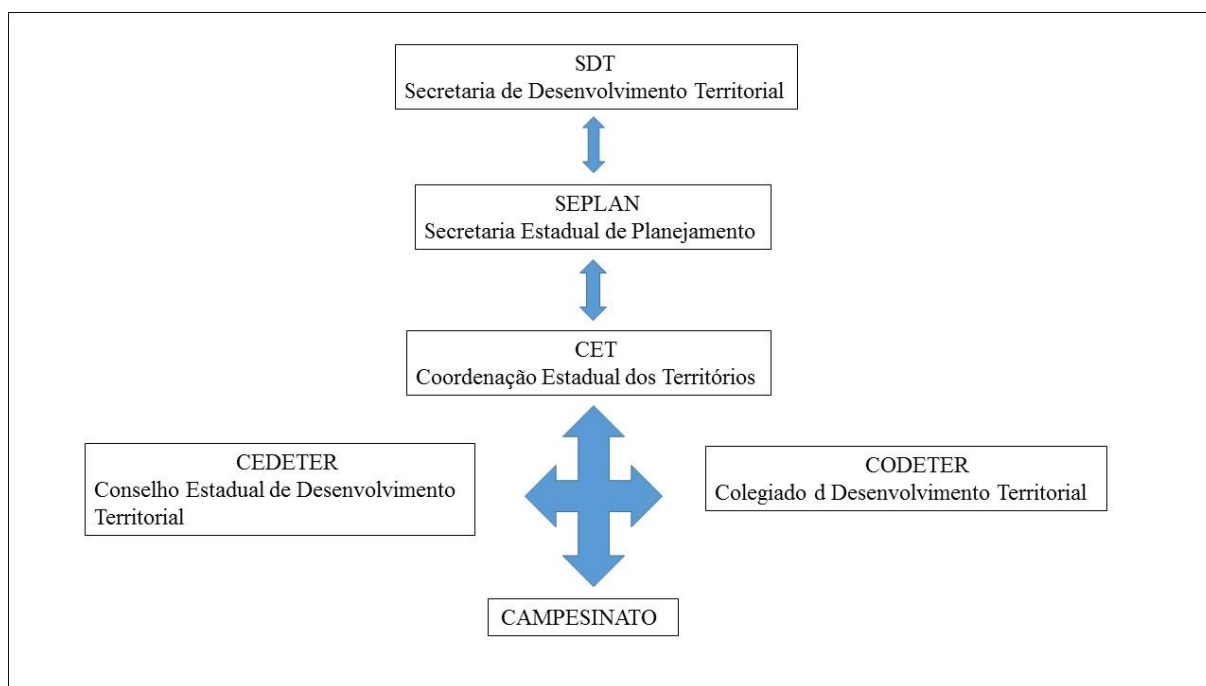 SDT
Secretaria de Desenvolvimento Territorial
SEPLAN
Secretaria Estadual de Planejamento
CET
Coordenação Estadual dos Territórios
CEDETER
Conselho Estadual de Desenvolvimento
Territorial
CODETER
Colegiado d Desenvolvimento Territorial
CAMPESINATO